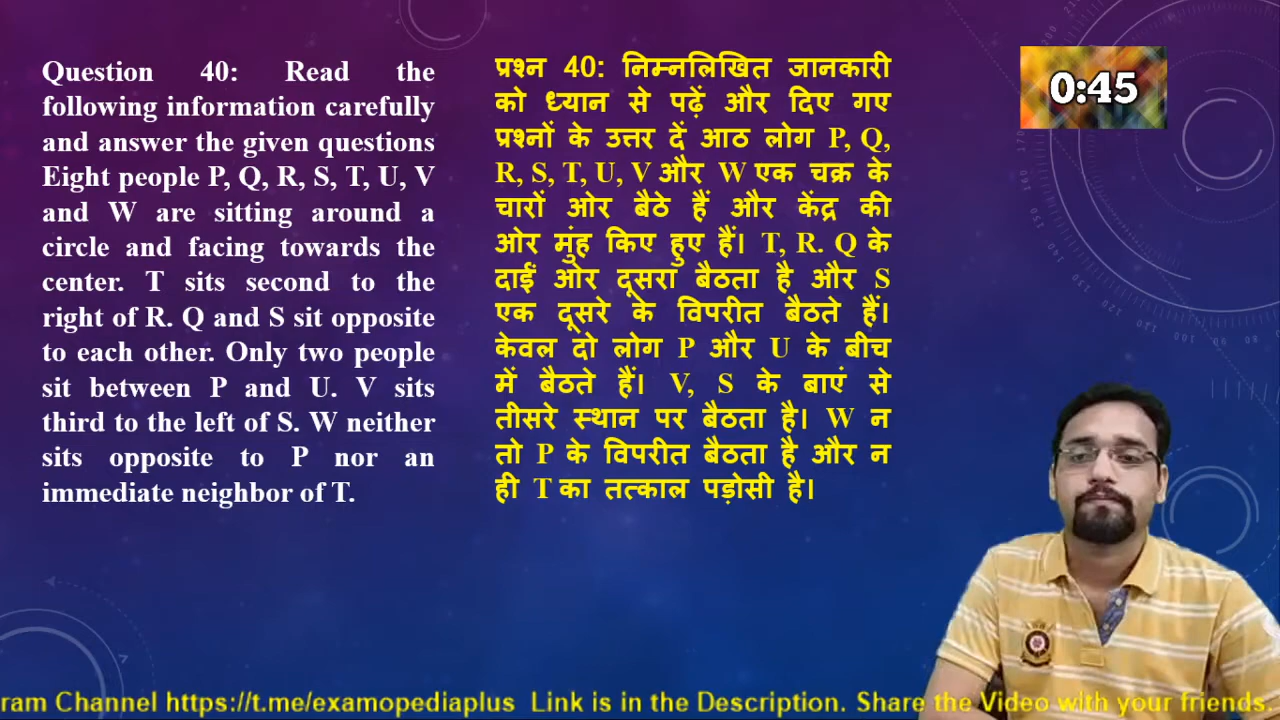 Question 40: Read the
following information carefully
and answer the given questions
Eight people P, Q, R, S, T, U, V
and W are sitting around a
circle and facing towards the
center. T sits second to the
right of R. Q and S sit opposite
to each other. Only two people
sit between P and U. V sits
third to the left of S. W neither
sits opposite to P nor an
immediate neighbor of T.
प्रश्न 40: निम्नलिखित जानकारी
को ध्यान से पढ़ें और दिए गए
प्रश्नों के उत्तर दें आठ लोग P, Q,
R, S, T, U, V और W एक चक्र के
चारों ओर बैठे हैं और केंद्र की
ओर मुंह किए हुए हैं। T, R. Q के
दाईं ओर दूसरा बैठता है और S
एक दूसरे के विपरीत बैठते हैं।
केवल दो लोग P और U के बीच
में बैठते हैं। V, S के बाएं से
तीसरे स्थान पर बैठता है। W न
तो P के विपरीत बैठता है और न
ही T का तत्काल पड़ोसी है।
0:45
ram Channel https://t.me/examopediaplus Link is in the Description. Share the Video with your friends.